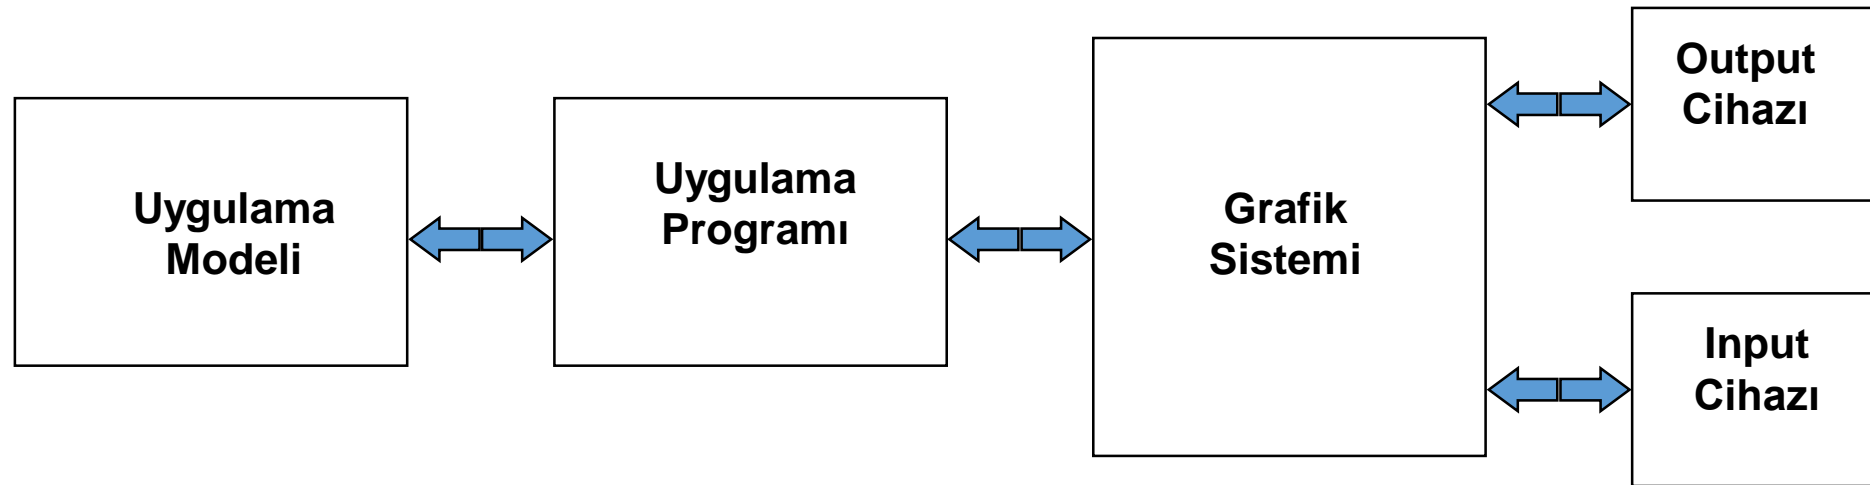 Uygulama
Modeli
Uygulama
Programı
Grafik
Sistemi
Output
Cihazı
Input
Cihazı